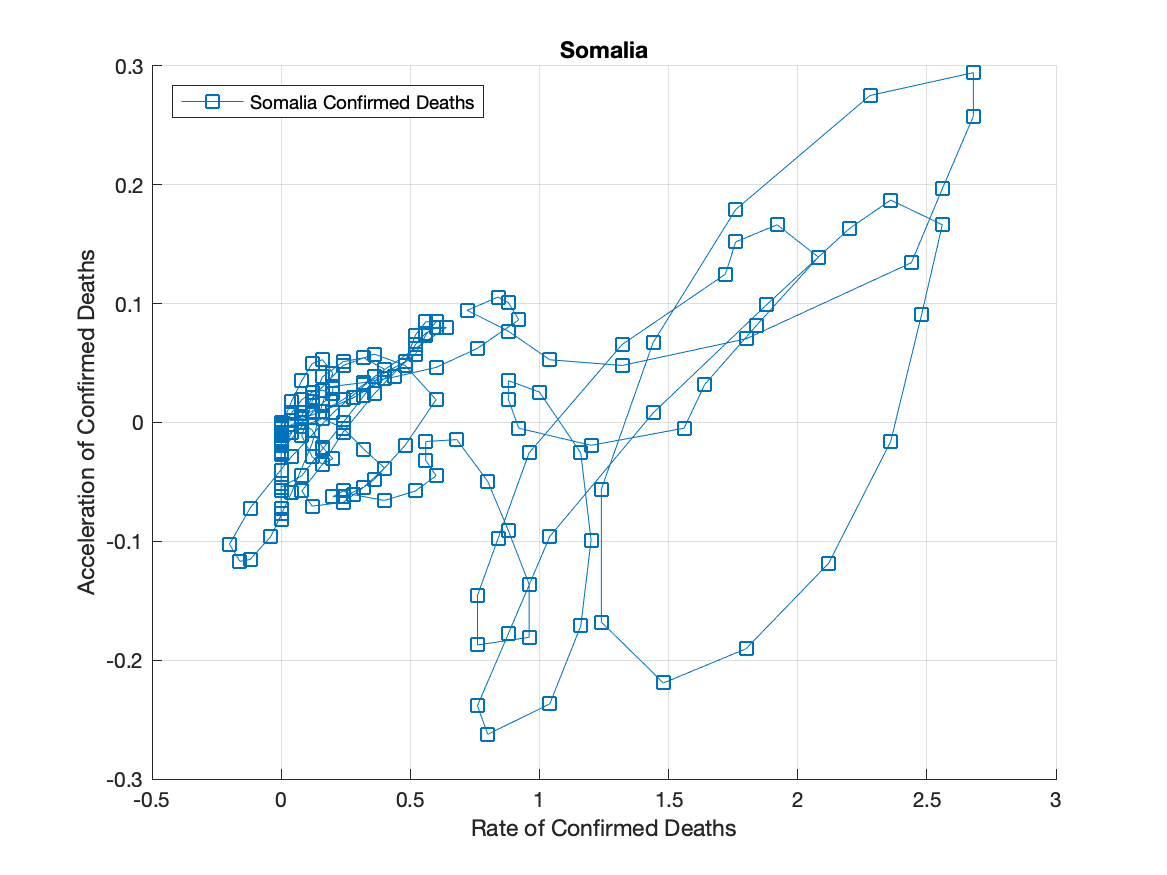 Somalia
Somalia Confirmed Deaths
0.3
0.2
0.1
0
-0.1
-0.2
-0.3
Acceleration of Confirmed Deaths
-0.5 0 0.5 1 1.5 2 2.5 3
Rate of Confirmed Deaths